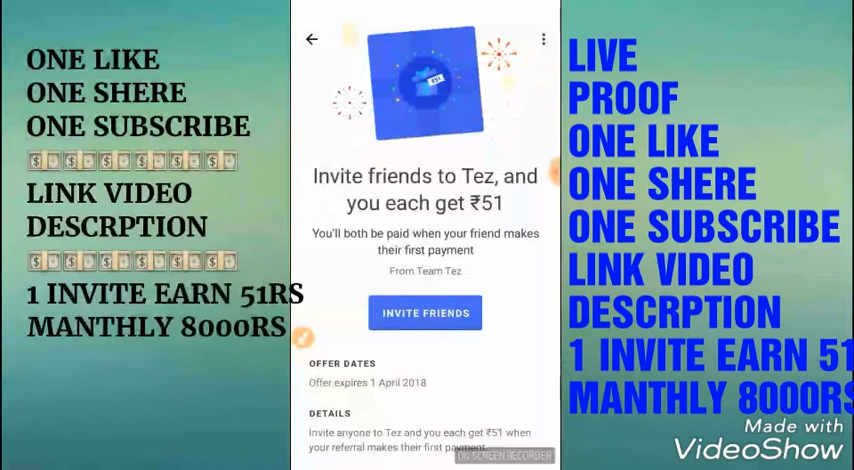 ONE LIKE
ONE SHERE
ONE SUBSCRIBE
LINK VIDEO
DESCRPTION
1 INVITE EARN 51RS
MANTHLY 8000RS
₹51
Invite friends to Tez, and
you each get ₹51
You'll both be paid when your friend makes
their first payment
From Team Tez
INVITE FRIENDS
OFFER DATES
Offer expires 1 April 2018
DETAILS
Invite anyone to Tez and you each get ₹51 when
your referral makes their first payment.
DU SCREEN RECORDER
LIVE
PROOF
ONE LIKE
ONE SHERE
ONE SUBSCRIBE
LINK VIDEO
DESCRPTION
1 INVITE EARN 51
MANTHLY 8000RS
Made with
VideoShow